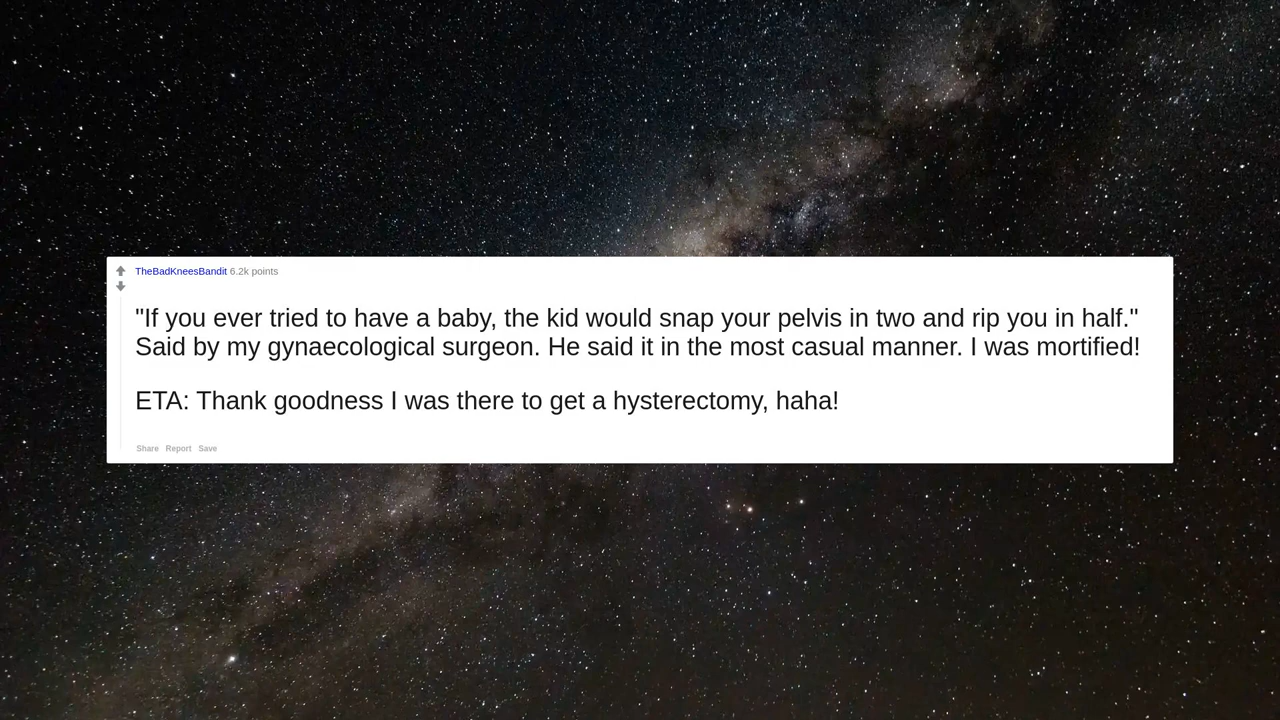 TheBadKneesBandit 6.2k points
"If you ever tried to have a baby, the kid would snap your pelvis in two and rip you in half."
Said by my gynaecological surgeon. He said it in the most casual manner. I was mortified!
ETA: Thank goodness I was there to get a hysterectomy, haha!
Share Report Save